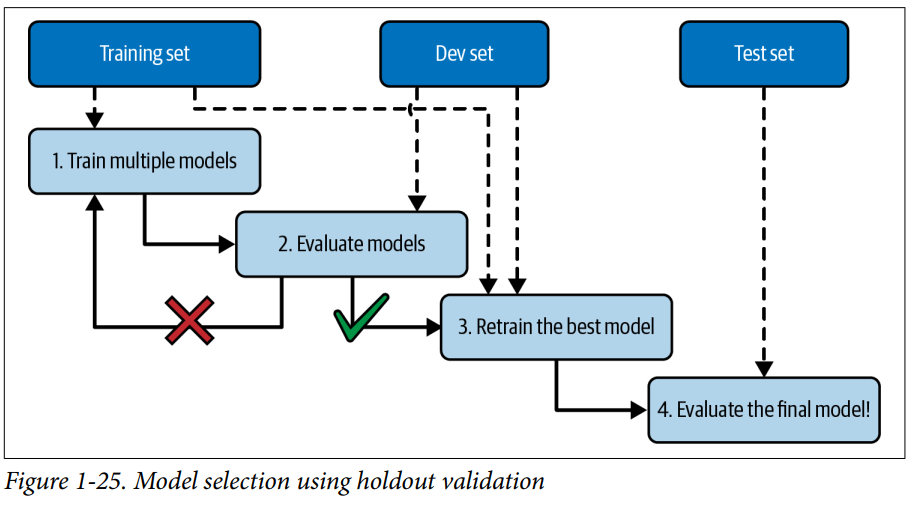 Training set
Dev set
Test set
1. Train multiple models
2. Evaluate models
3. Retrain the best model
4. Evaluate the final model!
Figure 1-25. Model selection using holdout validation